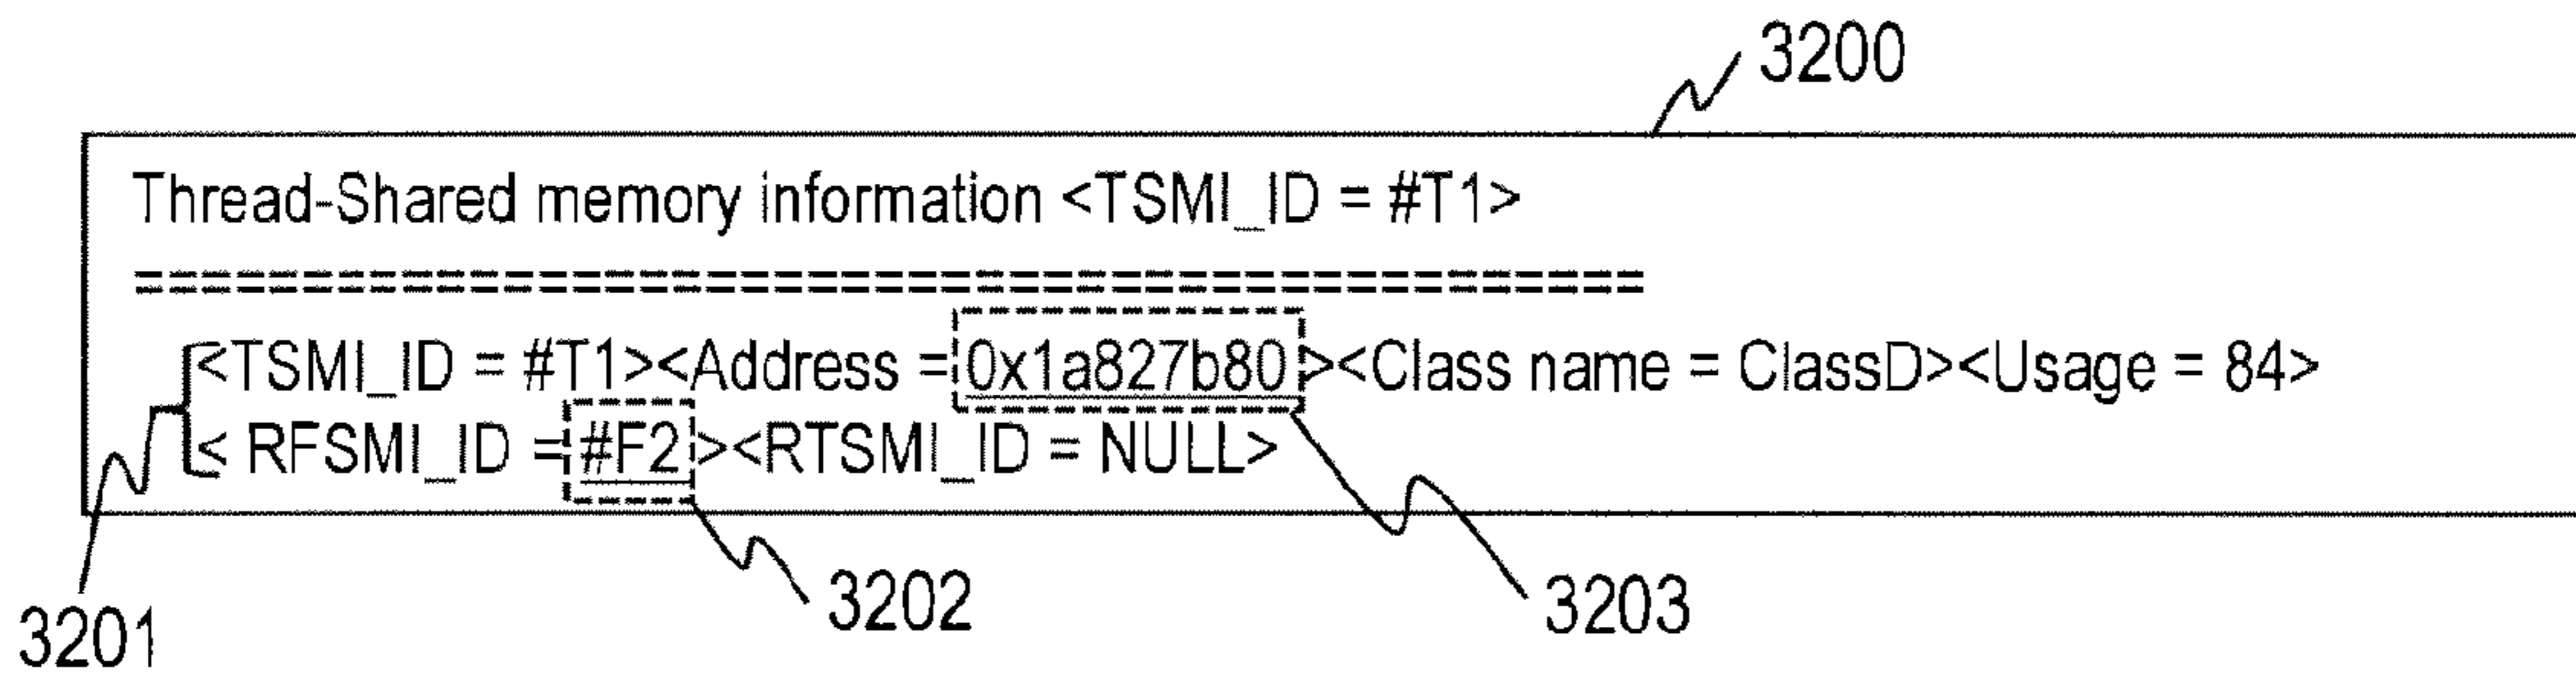 3200
Thread-Shared memory information <TSMI_ID = #T1>
=============================================
<TSMI_ID = #T1><Address = 0x1a827b80 ><Class name = ClassD><Usage = 84>
< RFSMI_ID = #F2 ><RTSMI_ID = NULL>
3201
3202
3203